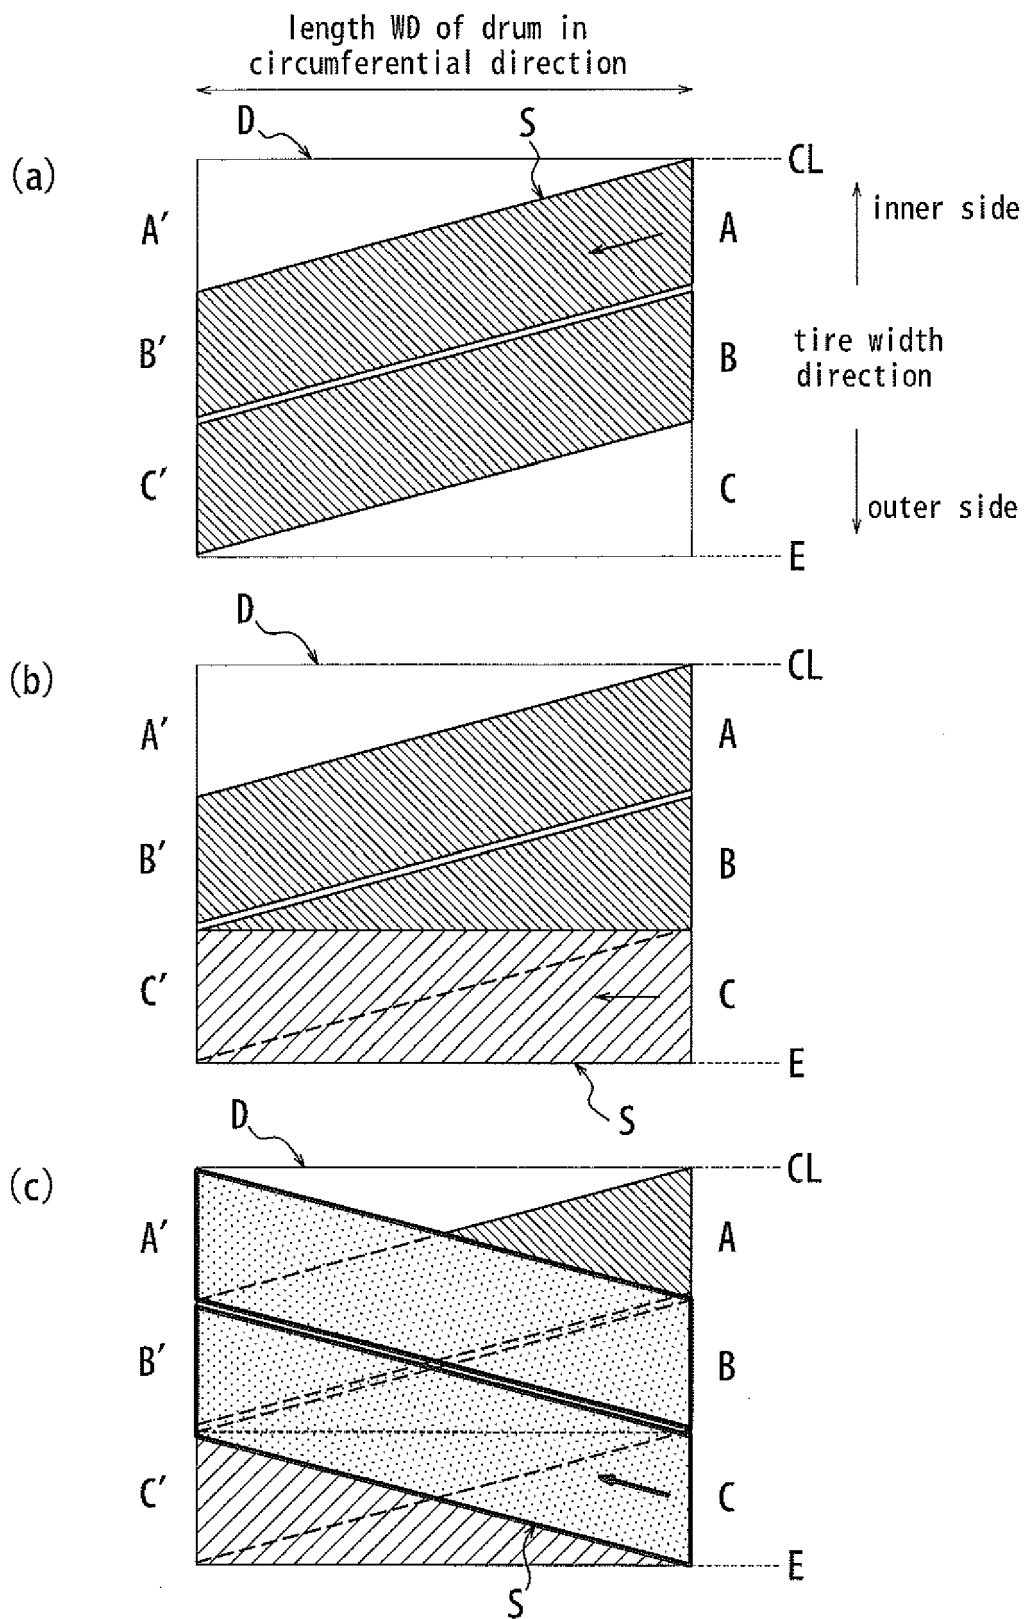 length WD of drum in
circumferential direction
D
S
(a)
CL
A′
A
inner side
B′
B
tire width
direction
C′
C
outer side
E
D
(b)
CL
A′
A
B′
B
C′
C
E
S
D
(c)
CL
A′
A
B′
B
C′
C
E
S